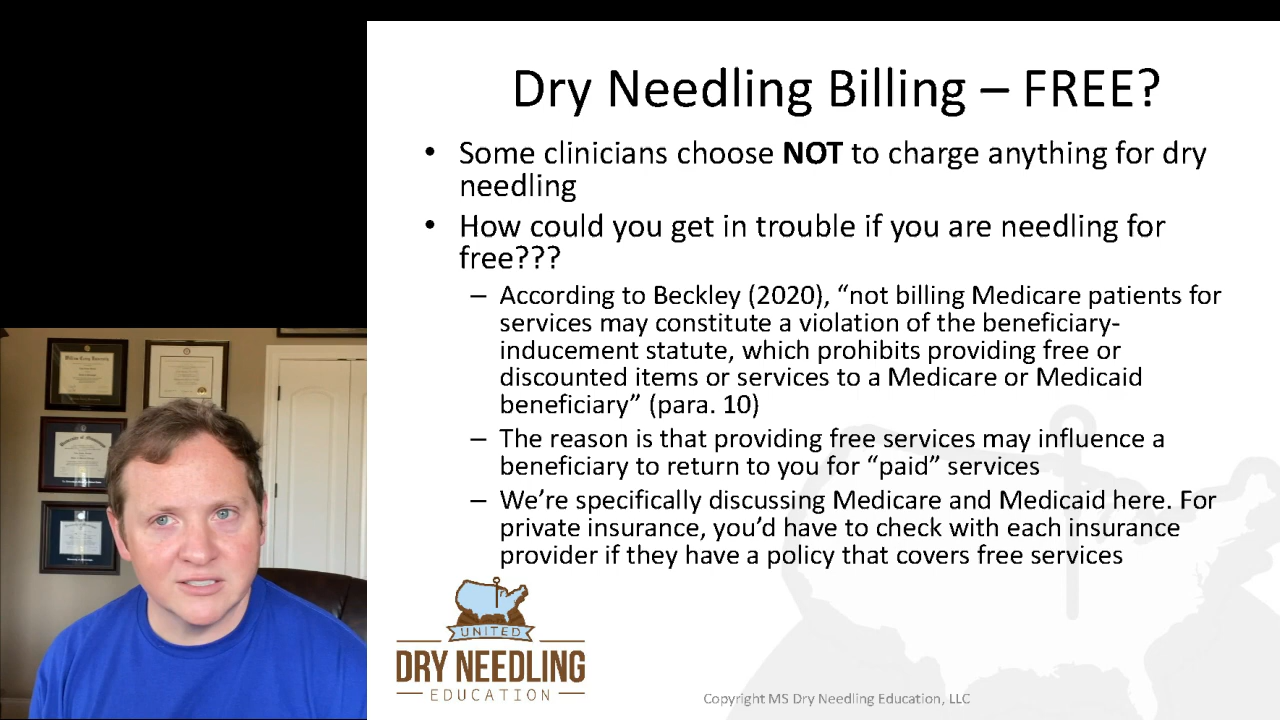 Dry Needling Billing – FREE?
• Some clinicians choose NOT to charge anything for dry
needling
• How could you get in trouble if you are needling for
free???
– According to Beckley (2020), “not billing Medicare patients for
services may constitute a violation of the beneficiary-
inducement statute, which prohibits providing free or
discounted items or services to a Medicare or Medicaid
beneficiary” (para. 10)
– The reason is that providing free services may influence a
beneficiary to return to you for “paid” services
– We’re specifically discussing Medicare and Medicaid here. For
private insurance, you’d have to check with each insurance
provider if they have a policy that covers free services
UNITED
DRY NEEDLING
EDUCATION
Copyright MS Dry Needling Education, LLC